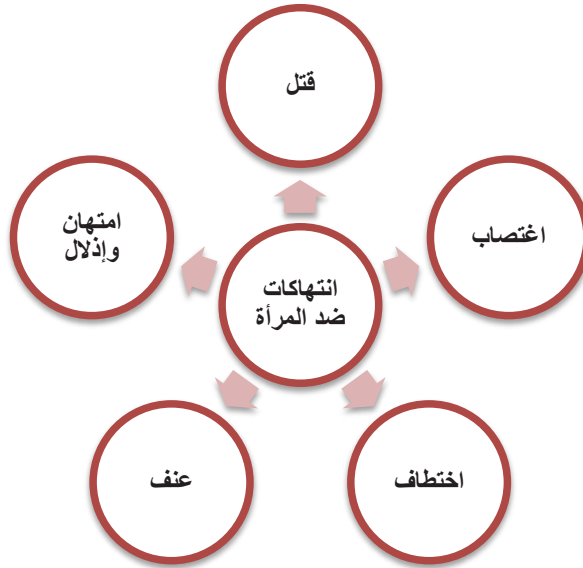 قتل
اغتصاب
امتهان
وإذلال
انتهاكات
ضد المرأة
اختطاف
عنف